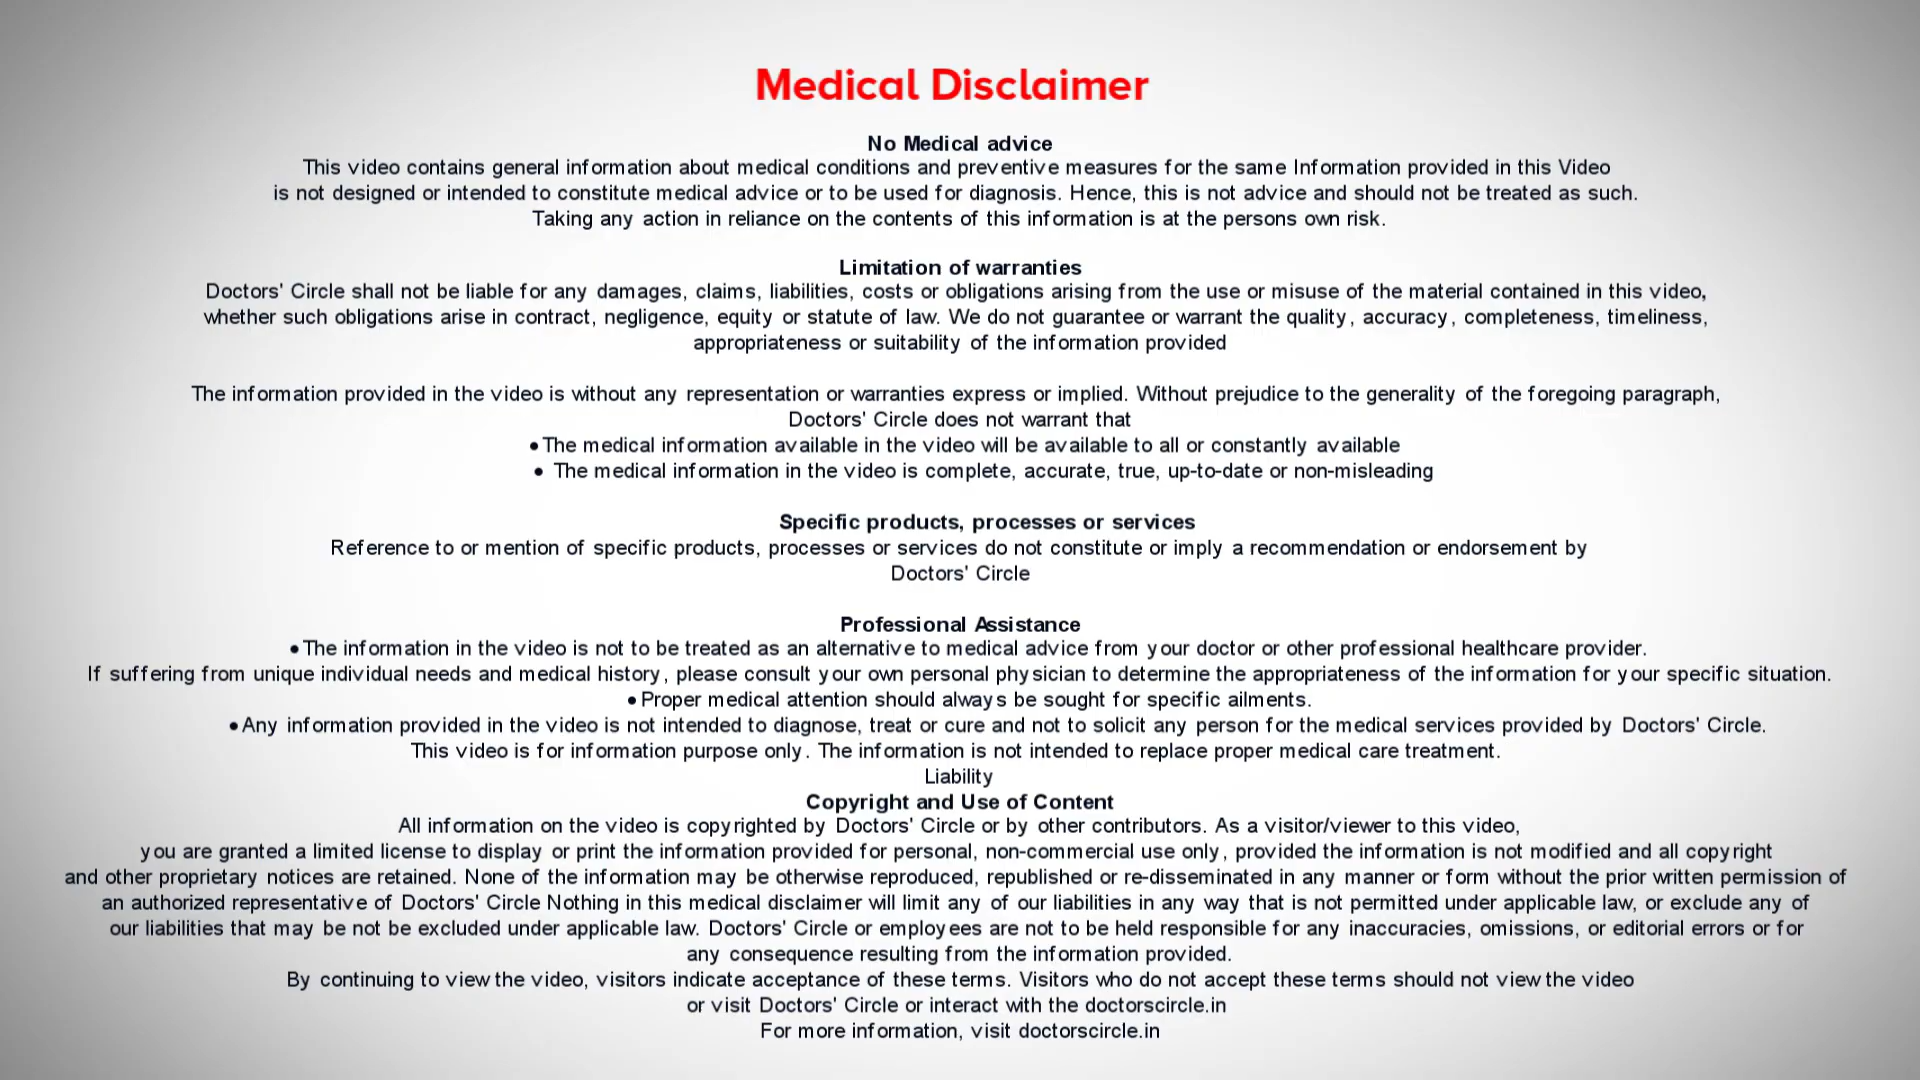 Medical Disclaimer
No Medical advice
This video contains general information about medical conditions and preventive measures for the same Information provided in this Video
is not designed or intended to constitute medical advice or to be used for diagnosis. Hence, this is not advice and should not be treated as such.
Taking any action in reliance on the contents of this information is at the persons own risk.
Limitation of warranties
Doctors' Circle shall not be liable for any damages, claims, liabilities, costs or obligations arising from the use or misuse of the material contained in this video,
whether such obligations arise in contract, negligence, equity or statute of law. We do not guarantee or warrant the quality, accuracy, completeness, timeliness,
appropriateness or suitability of the information provided
The information provided in the video is without any representation or warranties express or implied. Without prejudice to the generality of the foregoing paragraph,
Doctors' Circle does not warrant that
• The medical information available in the video will be available to all or constantly available
• The medical information in the video is complete, accurate, true, up-to-date or non-misleading
Specific products, processes or services
Reference to or mention of specific products, processes or services do not constitute or imply a recommendation or endorsement by
Doctors' Circle
Professional Assistance
• The information in the video is not to be treated as an alternative to medical advice from your doctor or other professional healthcare provider.
If suffering from unique individual needs and medical history, please consult your own personal physician to determine the appropriateness of the information for your specific situation.
• Proper medical attention should always be sought for specific ailments.
• Any information provided in the video is not intended to diagnose, treat or cure and not to solicit any person for the medical services provided by Doctors' Circle.
This video is for information purpose only. The information is not intended to replace proper medical care treatment.
Liability
Copyright and Use of Content
All information on the video is copyrighted by Doctors' Circle or by other contributors. As a visitor/viewer to this video,
you are granted a limited license to display or print the information provided for personal, non-commercial use only, provided the information is not modified and all copyright
and other proprietary notices are retained. None of the information may be otherwise reproduced, republished or re-disseminated in any manner or form without the prior written permission of
an authorized representative of Doctors' Circle Nothing in this medical disclaimer will limit any of our liabilities in any way that is not permitted under applicable law, or exclude any of
our liabilities that may be not be excluded under applicable law. Doctors' Circle or employees are not to be held responsible for any inaccuracies, omissions, or editorial errors or for
any consequence resulting from the information provided.
By continuing to view the video, visitors indicate acceptance of these terms. Visitors who do not accept these terms should not view the video
or visit Doctors' Circle or interact with the doctorscircle.in
For more information, visit doctorscircle.in